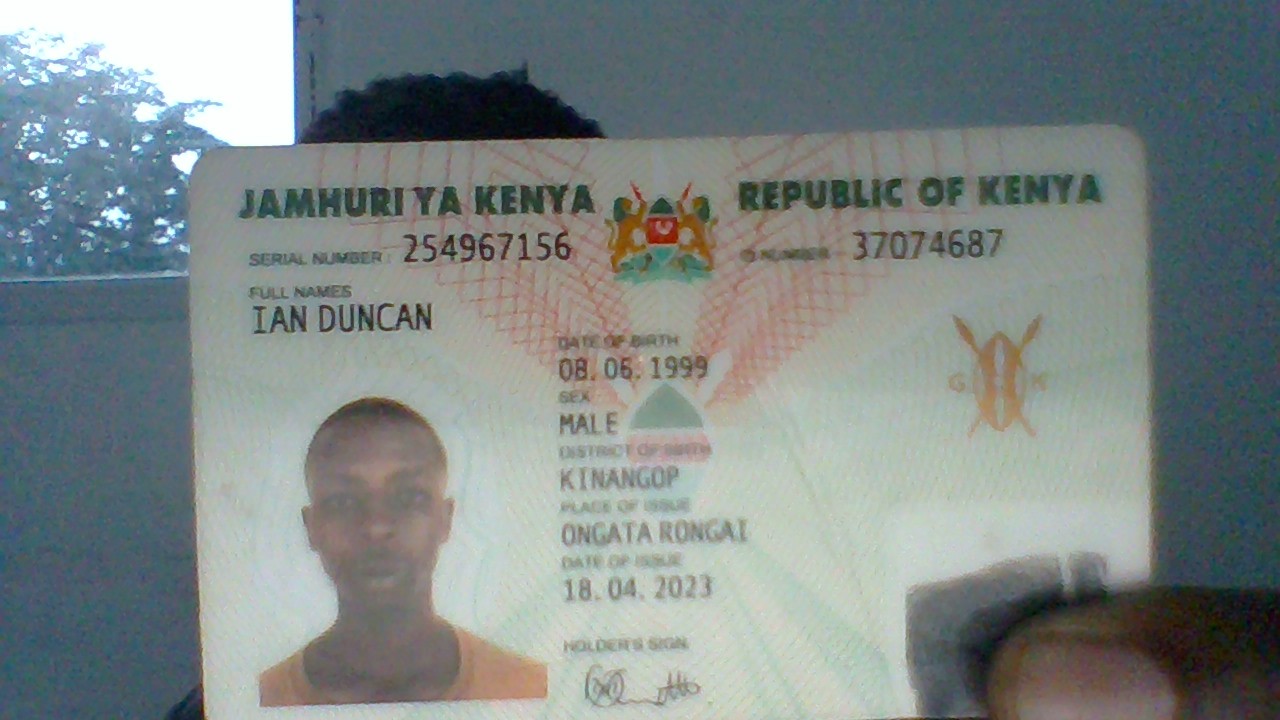 JAMHURI YA KENYA REPUBLIC OF KENYA
SERIAL NUMBER : 254967156 ID NUMBER 37074687
FULL NAMES
IAN DUNCAN
DATE OF BIRTH
08. 06. 1999
SEX
MALE
DISTRICT OF BIRTH
KINANGOP
PLACE OF ISSUE
ONGATA RONGAI
DATE OF ISSUE
18. 04. 2023
HOLDER'S SIGN.
G K